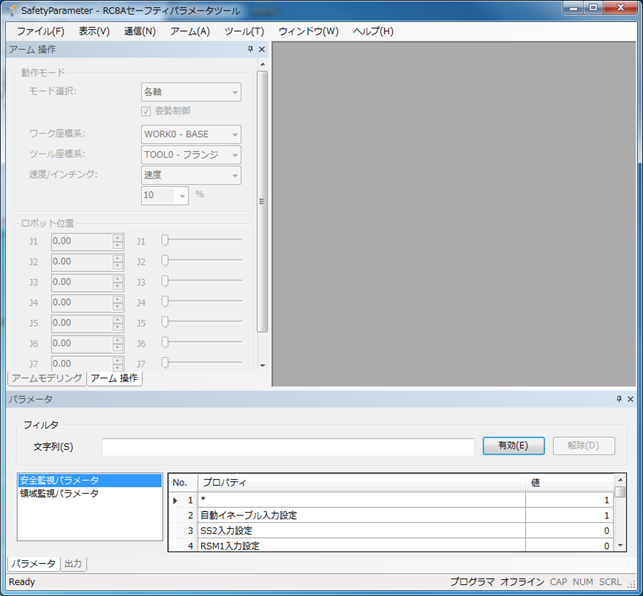 SafetyParameter - RC8Aセーフティパラメータツール
ファイル(F) 表示(V) 通信(N) アーム(A) ツール(T) ウィンドウ(W) ヘルプ(H)
アーム 操作
動作モード
モード選択: 各軸
姿勢制御
ワーク座標系: WORK0 - BASE
ツール座標系: TOOL0 - フランジ
速度/インチング: 速度
10 %
ロボット位置
J1 0.00 J1
J2 0.00 J2
J3 0.00 J3
J4 0.00 J4
J5 0.00 J5
J6 0.00 J6
J7 0.00 J7
アームモデリング アーム 操作
パラメータ
フィルタ
文字列(S) 有効(E) 解除(D)
安全監視パラメータ
領域監視パラメータ
No. プロパティ 値
1 * 1
2 自動イネーブル入力設定 1
3 SS2入力設定 0
4 RSM1入力設定 0
パラメータ 出力
Ready プログラマ オフライン CAP NUM SCRL